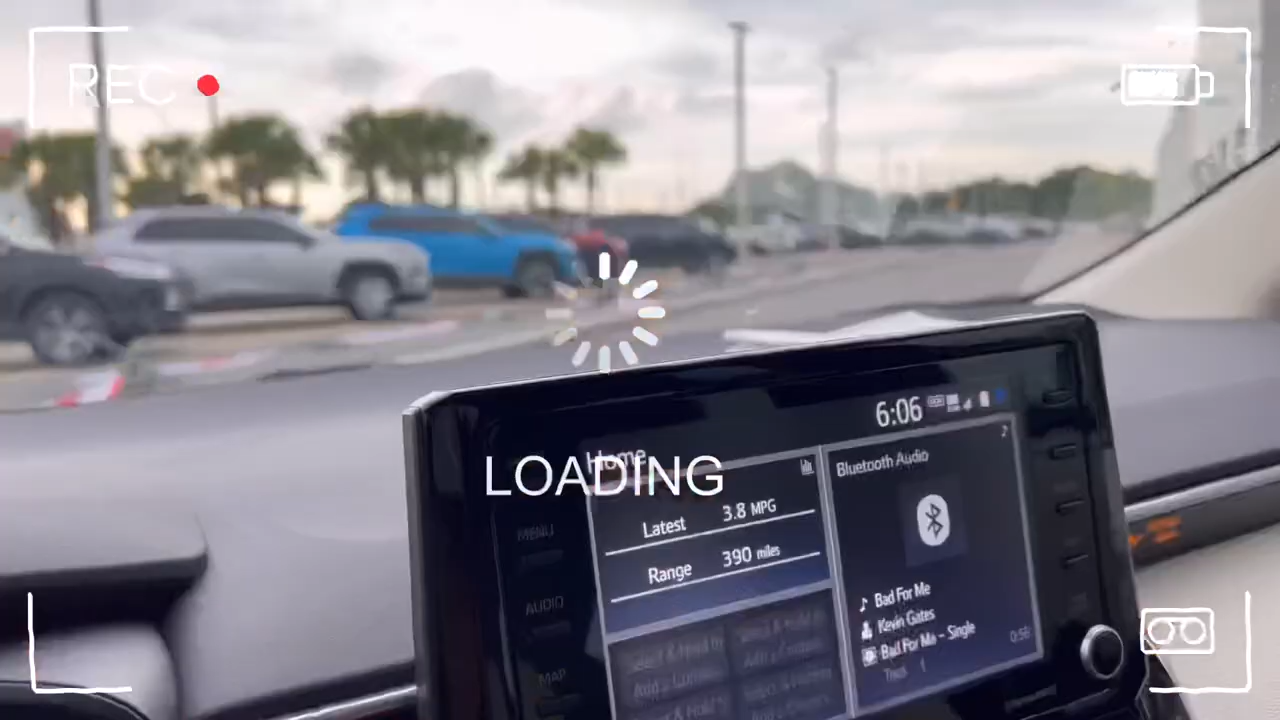 REC
6:06
Home
LOADING
Bluetooth Audio
MENU
Latest 3.8 MPG
Range 390 miles
AUDIO
Bad For Me
Kevin Gates
Bad For Me - Single
0:56
MAP